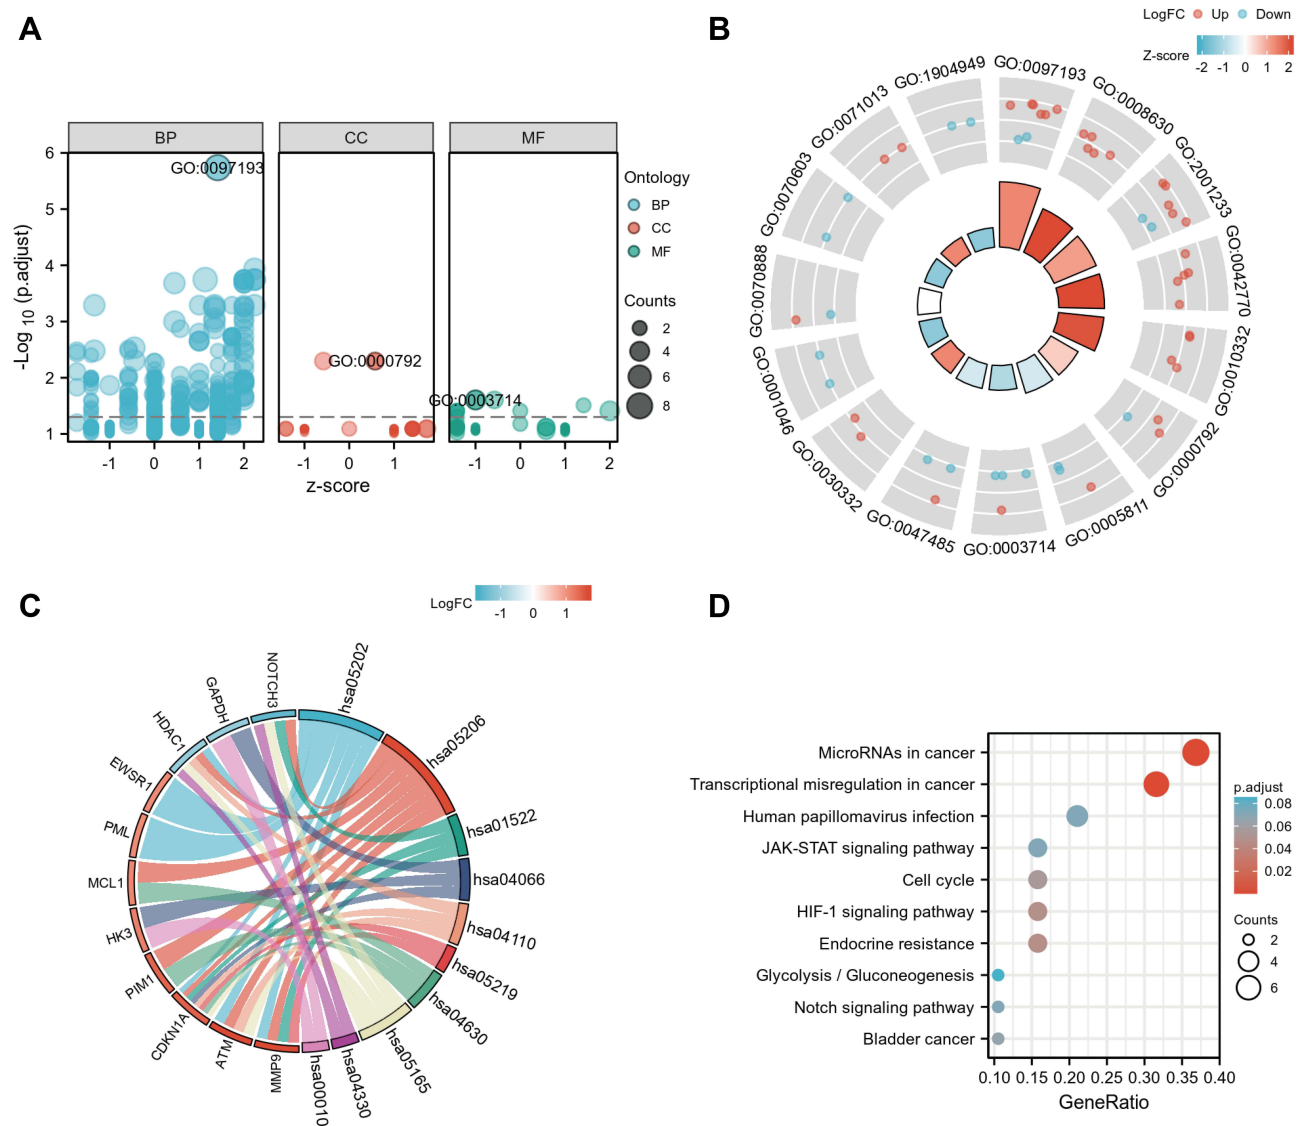 A
BP
CC
MF
GO:0097193
GO:0000792
GO:0003714
-Log 10 (p.adjust)
6
5
4
3
2
1
-1 0 1 2
-1 0 1
-1 0 1 2
z-score
Ontology
BP
CC
MF
Counts
2
4
6
8
B
LogFC Up Down
Z-score
-2 -1 0 1 2
GO:0097193
GO:0008630
GO:2001233
GO:0042770
GO:0010332
GO:0000792
GO:0005811
GO:0003714
GO:0047485
GO:0030332
GO:0001046
GO:0070888
GO:0070603
GO:0071013
GO:1904949
C
LogFC
-1 0 1
hsa05202
hsa05206
hsa01522
hsa04066
hsa04110
hsa05219
hsa04630
hsa05165
hsa04330
hsa00010
MMP9
ATM
CDKN1A
PIM1
HK3
MCL1
PML
EWSR1
HDAC1
GAPDH
NOTCH3
D
MicroRNAs in cancer
Transcriptional misregulation in cancer
Human papillomavirus infection
JAK-STAT signaling pathway
Cell cycle
HIF-1 signaling pathway
Endocrine resistance
Glycolysis / Gluconeogenesis
Notch signaling pathway
Bladder cancer
0.10 0.15 0.20 0.25 0.30 0.35 0.40
GeneRatio
p.adjust
0.08
0.06
0.04
0.02
Counts
2
4
6